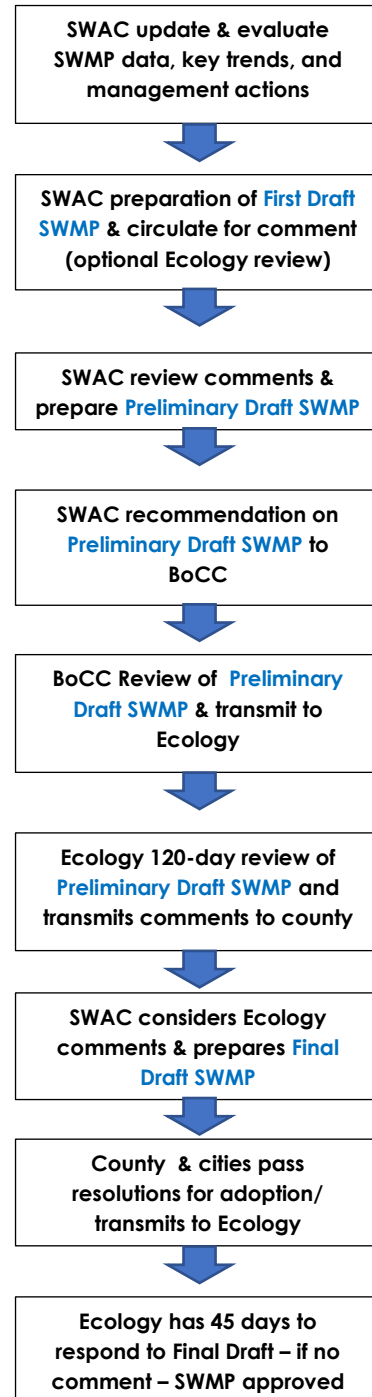 SWAC update & evaluate
SWMP data, key trends, and
management actions
SWAC preparation of First Draft
SWMP & circulate for comment
(optional Ecology review)
SWAC review comments &
prepare Preliminary Draft SWMP
SWAC recommendation on
Preliminary Draft SWMP to
BoCC
BoCC Review of Preliminary
Draft SWMP & transmit to
Ecology
Ecology 120-day review of
Preliminary Draft SWMP and
transmits comments to county
SWAC considers Ecology
comments & prepares Final
Draft SWMP
County & cities pass
resolutions for adoption/
transmits to Ecology
Ecology has 45 days to
respond to Final Draft – if no
comment – SWMP approved